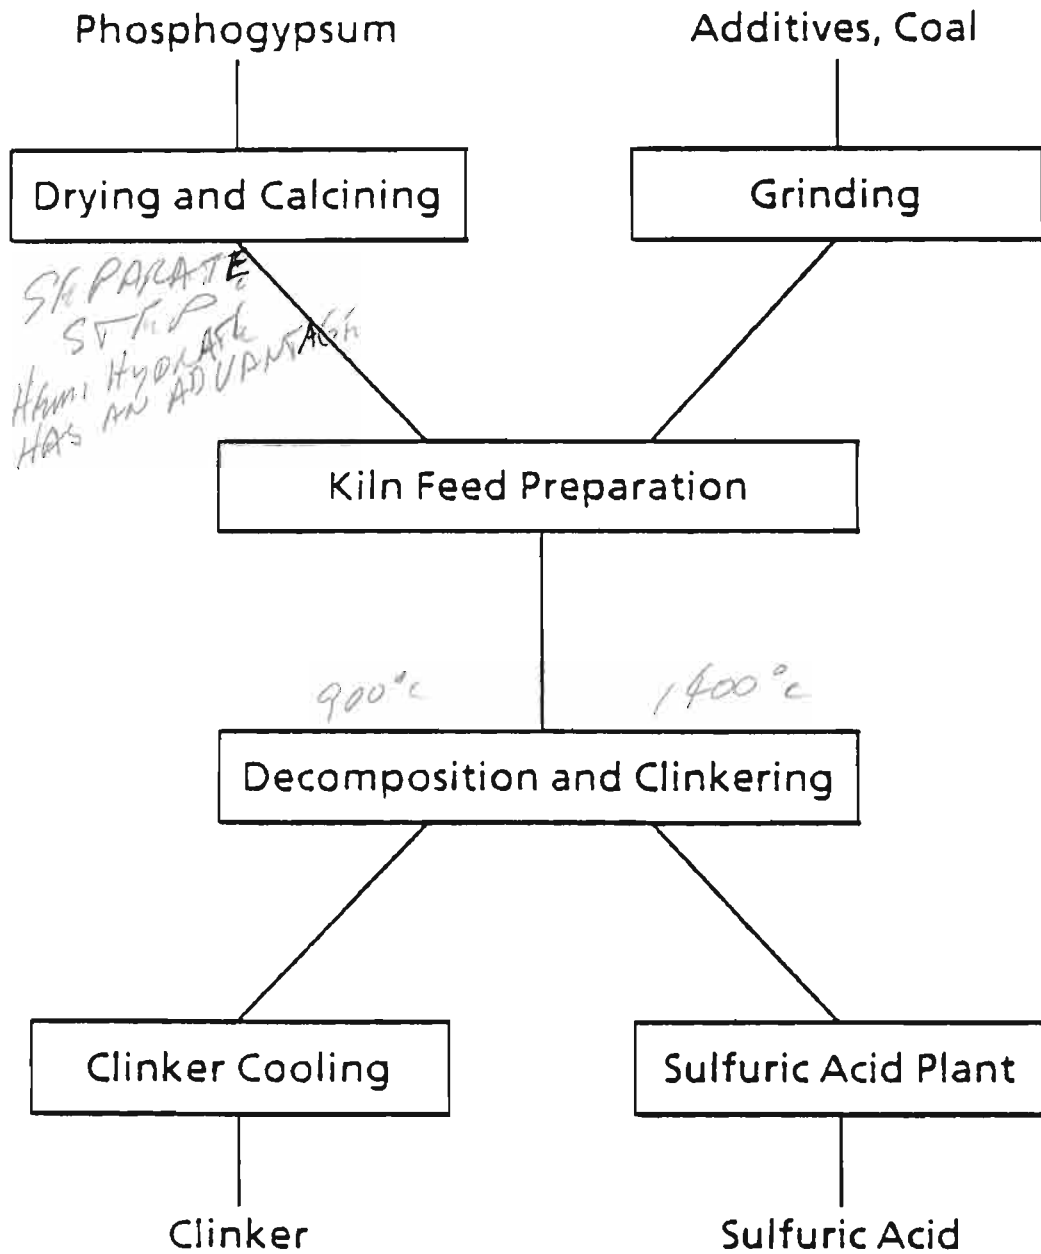 Phosphogypsum
Additives, Coal
Drying and Calcining
Grinding
SEPARATE
STEP
HEMI HYDRATE
HAS AN ADVANTAGE
Kiln Feed Preparation
900°c
1400°c
Decomposition and Clinkering
Clinker Cooling
Sulfuric Acid Plant
Clinker
Sulfuric Acid